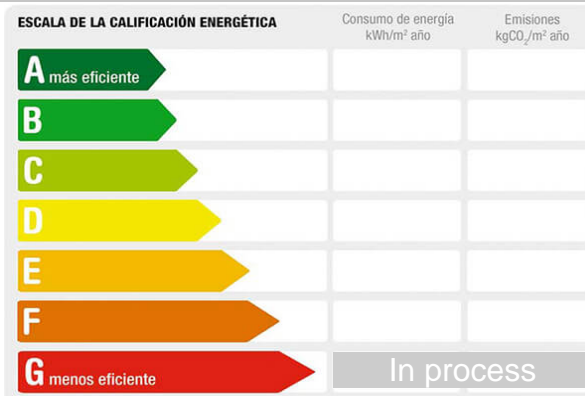 ESCALA DE LA CALIFICACIÓN ENERGÉTICA
Consumo de energía
kWh/m² año
Emisiones
kgCO₂/m² año
A más eficiente
B
C
D
E
F
G menos eficiente
In process